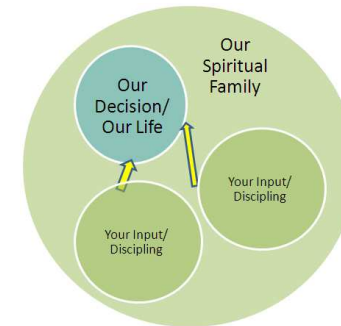 Our
Spiritual
Family
Our
Decision/
Our Life
Your Input/
Discipling
Your Input/
Discipling